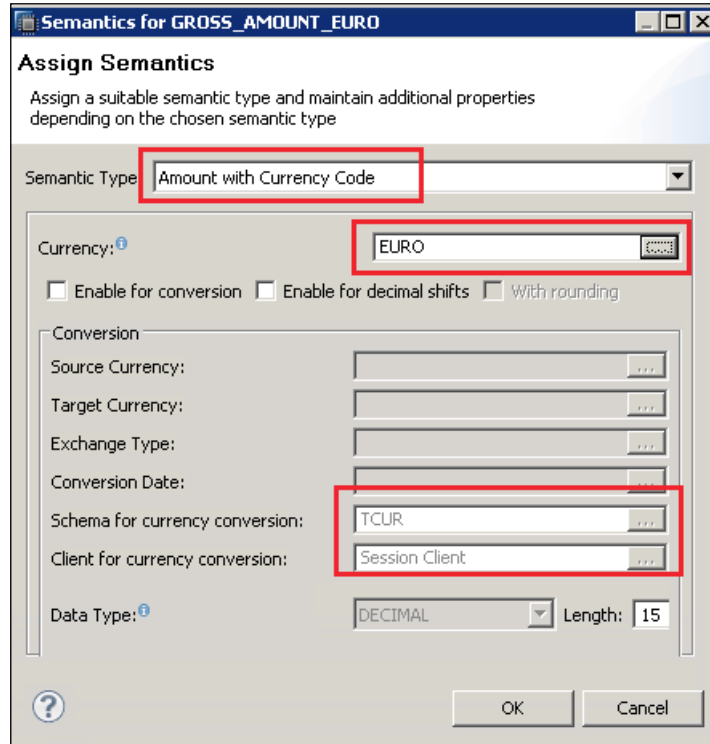 Semantics for GROSS_AMOUNT_EURO
Assign Semantics
Assign a suitable semantic type and maintain additional properties
depending on the chosen semantic type
Semantic Type Amount with Currency Code
Currency: EURO ...
Enable for conversion Enable for decimal shifts With rounding
Conversion
Source Currency: ...
Target Currency: ...
Exchange Type: ...
Conversion Date: ...
Schema for currency conversion: TCUR ...
Client for currency conversion: Session Client ...
Data Type: DECIMAL Length: 15
? OK Cancel